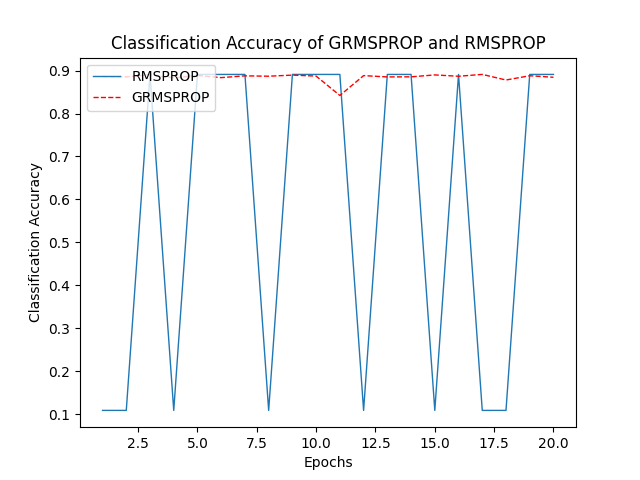 Classification Accuracy of GRMSPROP and RMSPROP
RMSPROP
GRMSPROP
Classification Accuracy
0.9
0.8
0.7
0.6
0.5
0.4
0.3
0.2
0.1
2.5 5.0 7.5 10.0 12.5 15.0 17.5 20.0
Epochs